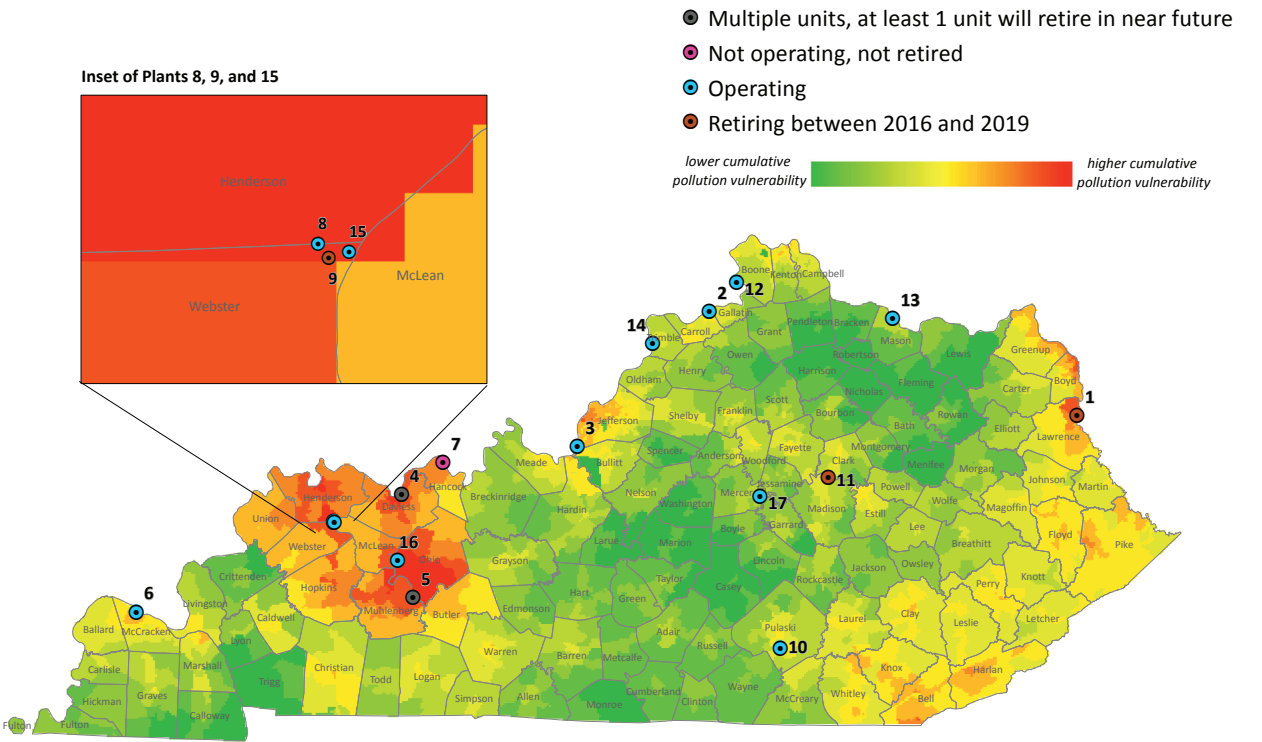 Multiple units, at least 1 unit will retire in near future
Not operating, not retired
Operating
Retiring between 2016 and 2019
lower cumulative
pollution vulnerability
higher cumulative
pollution vulnerability
Inset of Plants 8, 9, and 15
Henderson
8
15
9
McLean
Webster
Boone
Kenton
Campbell
12
2
Gallatin
13
14
Trimble
Carroll
Grant
Pendleton
Bracken
Mason
Owen
Robertson
Lewis
Greenup
Henry
Harrison
Oldham
Nicholas
Fleming
Carter
Boyd
1
Scott
Shelby
Franklin
Bourbon
Rowan
3
Jefferson
Bath
Elliott
Lawrence
7
Spencer
Anderson
Woodford
Fayette
Montgomery
Meade
Bullitt
Clark
Menifee
Morgan
4
Hancock
Breckinridge
Nelson
Mercer
Jessamine
11
Powell
Johnson
Martin
Henderson
Daviess
Hardin
Washington
17
Madison
Wolfe
Magoffin
Union
Estill
Boyle
Garrard
Lee
Floyd
Pike
Webster
McLean
16
Ohio
Larue
Marion
Breathitt
Grayson
Lincoln
Jackson
Owsley
Knott
Crittenden
Hopkins
5
Taylor
Casey
Rockcastle
Perry
6
Livingston
Muhlenberg
Butler
Edmonson
Hart
Green
Clay
Letcher
Ballard
McCracken
Caldwell
Pulaski
Laurel
Leslie
Adair
Lyon
Warren
Barren
Metcalfe
Russell
10
Carlisle
Marshall
Christian
Todd
Logan
Knox
Harlan
Trigg
Wayne
Hickman
Graves
Simpson
Allen
Cumberland
Clinton
McCreary
Whitley
Bell
Monroe
Calloway
Fulton
Fulton